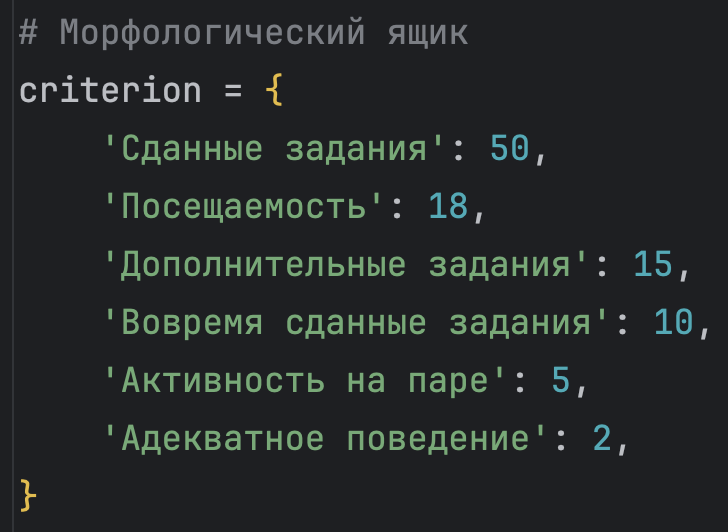 # Морфологический ящик
criterion = {
    'Сданные задания': 50,
    'Посещаемость': 18,
    'Дополнительные задания': 15,
    'Вовремя сданные задания': 10,
    'Активность на паре': 5,
    'Адекватное поведение': 2,
}